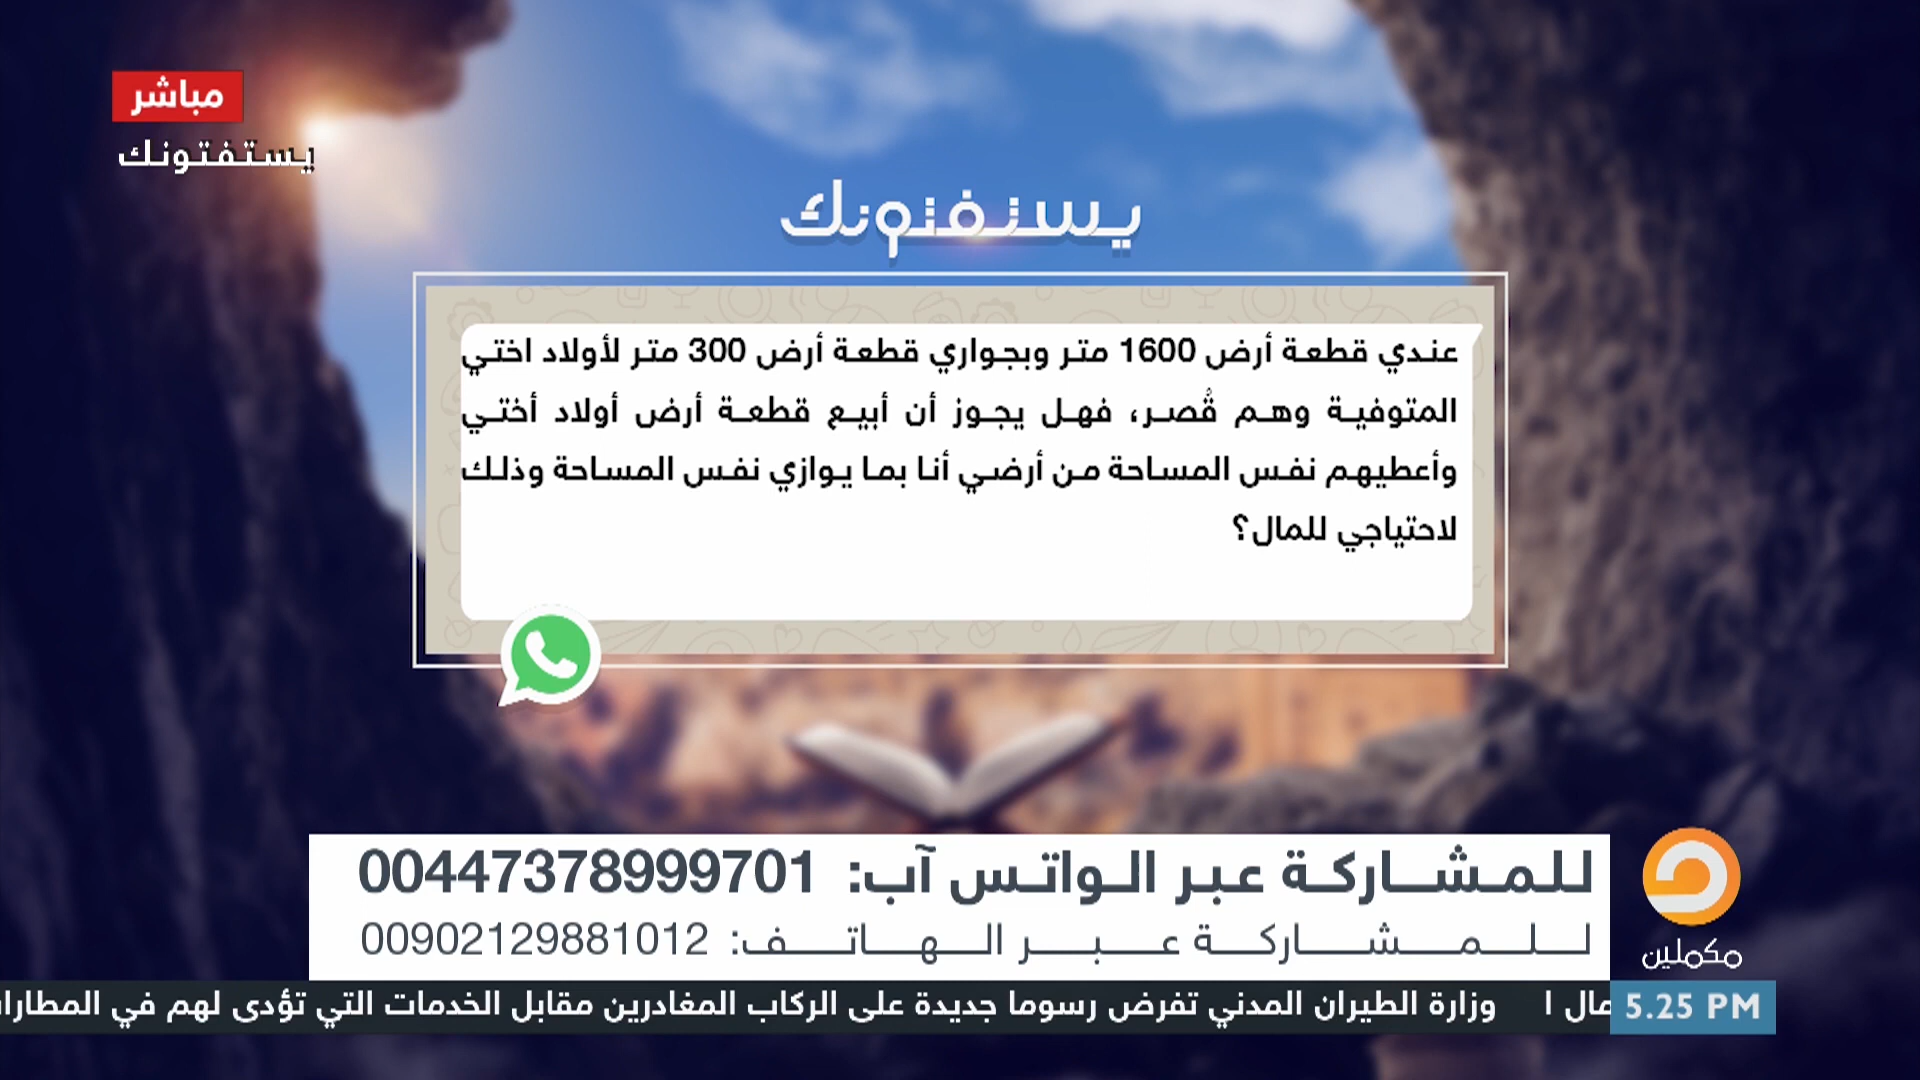 مباشر
يستفتونك
يستفتونك
عندي قطعة أرض 1600 متر وبجواري قطعة أرض 300 متر لأولاد اختي
المتوفية وهم قُصر، فهل يجوز أن أبيع قطعة أرض أولاد أختي
وأعطيهم نفس المساحة من أرضي أنا بما يوازي نفس المساحة وذلك
لاحتياجي للمال؟
للمشاركة عبر الواتس آب: 00447378999701
للمشاركة عبر الهاتف: 00902129881012
مكملين
مال ا وزارة الطيران المدني تفرض رسوما جديدة على الركاب المغادرين مقابل الخدمات التي تؤدى لهم في المطارا
5.25 PM